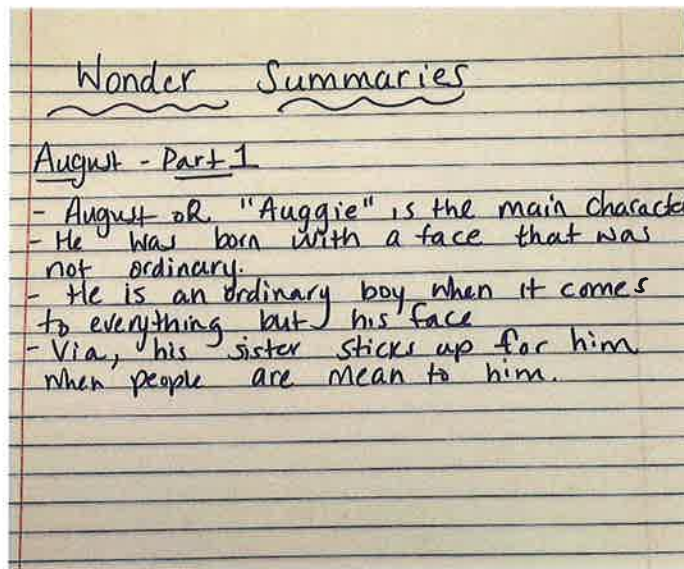 Wonder Summaries
August - Part 1
- August oR "Auggie" is the main characte
- He was born with a face that was
not ordinary.
- He is an ordinary boy when it comes
to everything but his face
- Via, his sister sticks up for him
when people are mean to him.